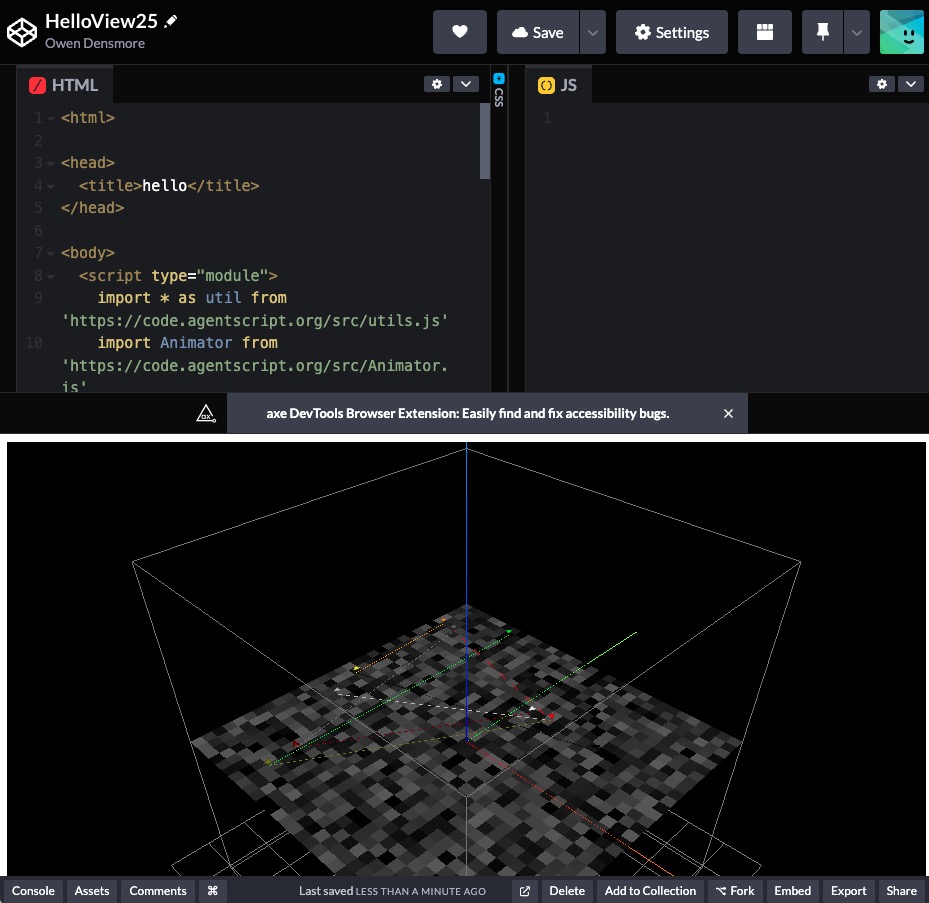 HelloView25
Owen Densmore
Save
Settings
HTML
CSS
JS
1 <html>
2
3 <head>
4 <title>hello</title>
5 </head>
6
7 <body>
8 <script type="module">
9 import * as util from
'https://code.agentscript.org/src/utils.js'
10 import Animator from
'https://code.agentscript.org/src/Animator.
js'
1
ax
axe DevTools Browser Extension: Easily find and fix accessibility bugs.
Console Assets Comments ⌘ Last saved LESS THAN A MINUTE AGO Delete Add to Collection Fork Embed Export Share